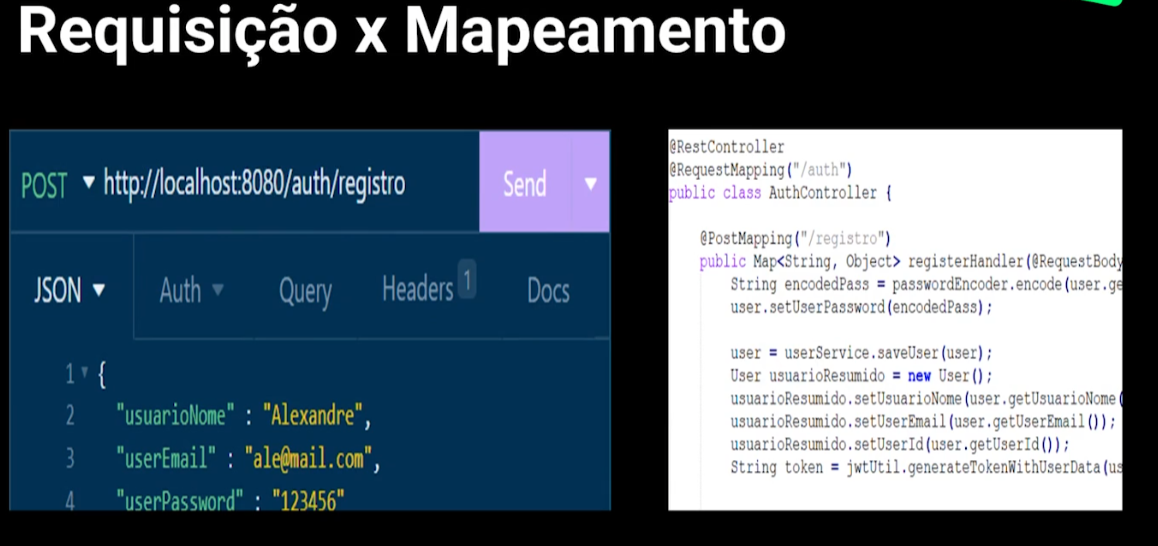 Requisição x Mapeamento
POST http://localhost:8080/auth/registro Send
JSON Auth Query Headers 1 Docs
1 {
2 "usuarioNome" : "Alexandre",
3 "userEmail" : "ale@mail.com",
4 "userPassword" : "123456"
@RestController
@RequestMapping("/auth")
public class AuthController {
@PostMapping("/registro")
public Map<String, Object> registerHandler(@RequestBody
String encodedPass = passwordEncoder.encode(user.ge
user.setUserPassword(encodedPass);
user = userService.saveUser(user);
User usuarioResumido = new User();
usuarioResumido.setUsuarioNome(user.getUsuarioNome(
usuarioResumido.setUserEmail(user.getUserEmail());
usuarioResumido.setUserId(user.getUserId());
String token = jwtUtil.generateTokenWithUserData(us